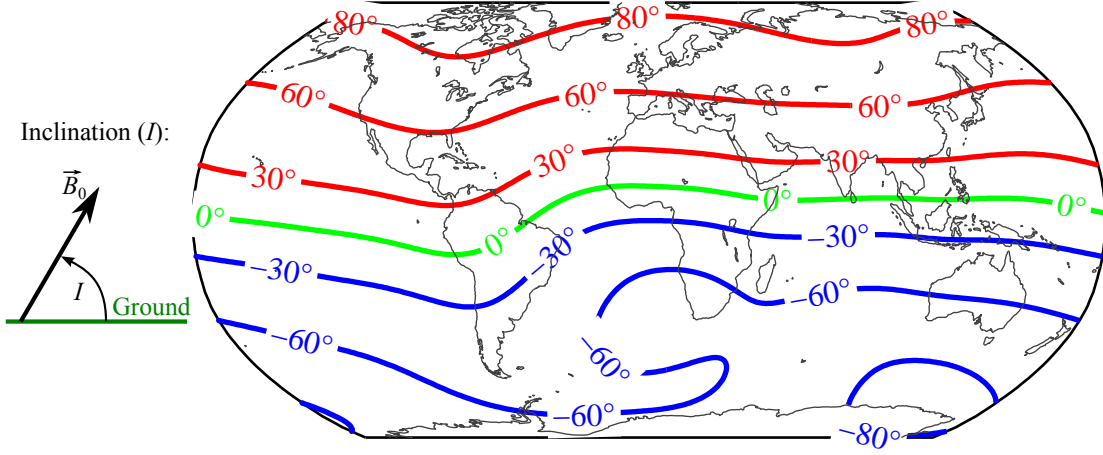 Inclination (I):
B⃗₀
I
Ground
80° 80° 80°
60° 60° 60°
30° 30° 30°
0° 0° 0° 0°
−30° −30° −30°
−60° −60° −60°
−60°
−80°